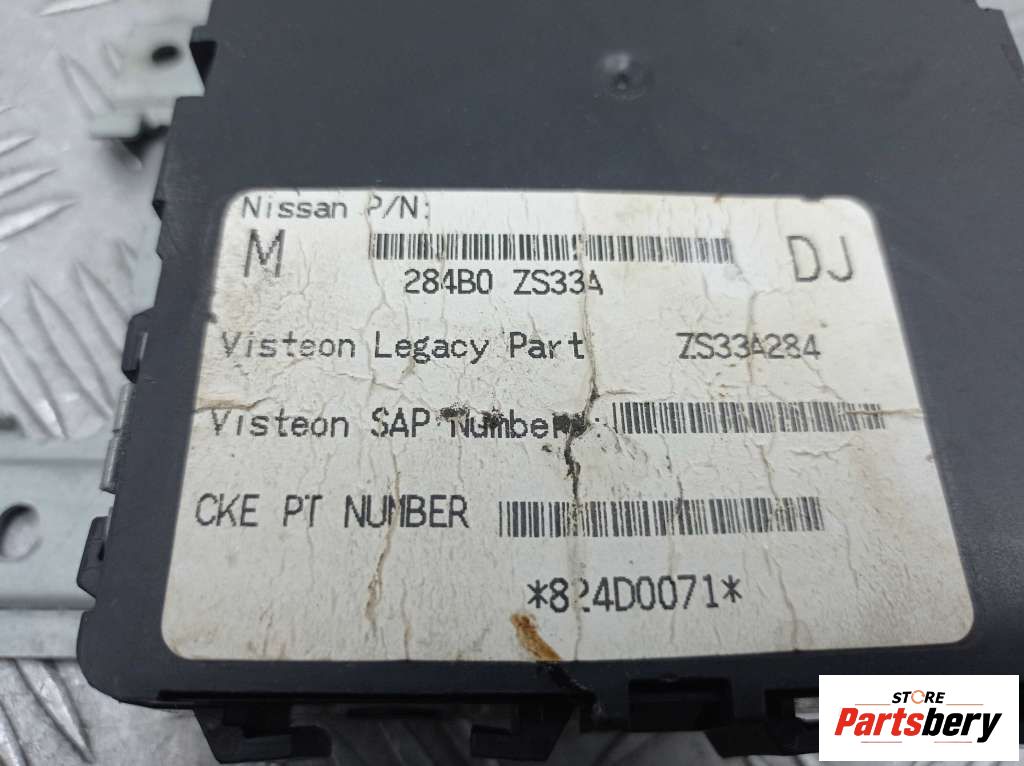 Nissan P/N:
M DJ
284B0 ZS33A
Visteon Legacy Part ZS33A284
Visteon SAP Number :
CKE PT NUMBER
*824D0071*
STORE
Partsbery